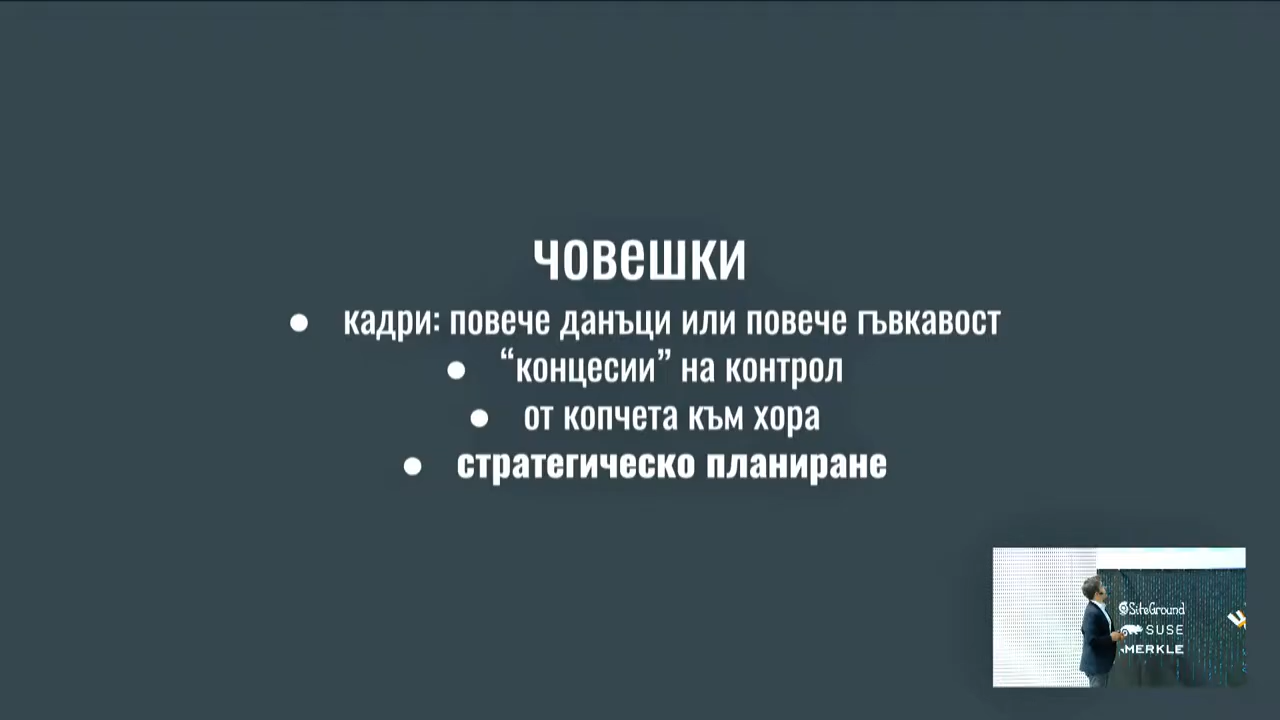 човешки
● кадри: повече данъци или повече гъвкавост
● “концесии” на контрол
● от копчета към хора
● стратегическо планиране
SiteGround
SUSE
MERKLE